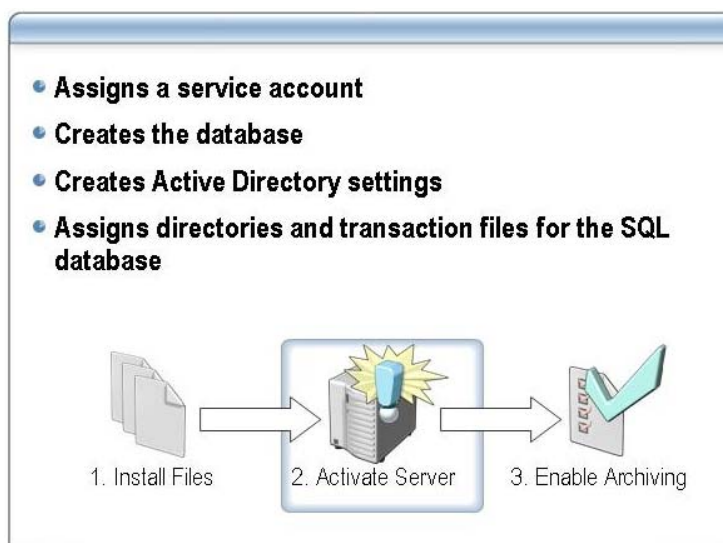 Assigns a service account
Creates the database
Creates Active Directory settings
Assigns directories and transaction files for the SQL
database
1. Install Files
2. Activate Server
3. Enable Archiving